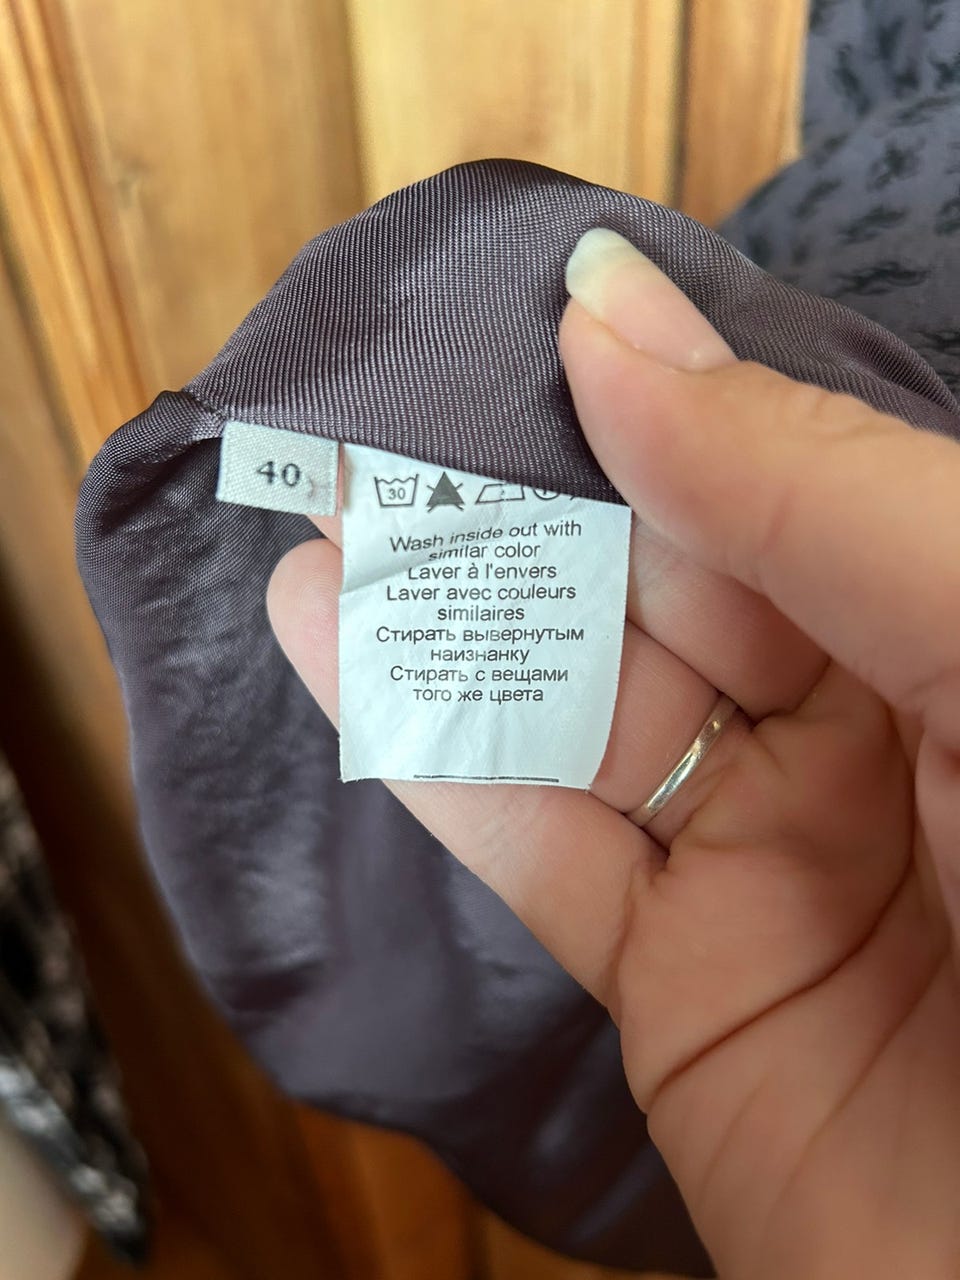 40
30
Wash inside out with
similar color
Laver à l'envers
Laver avec couleurs
similaires
Стирать вывернутым
наизнанку
Стирать с вещами
того же цвета